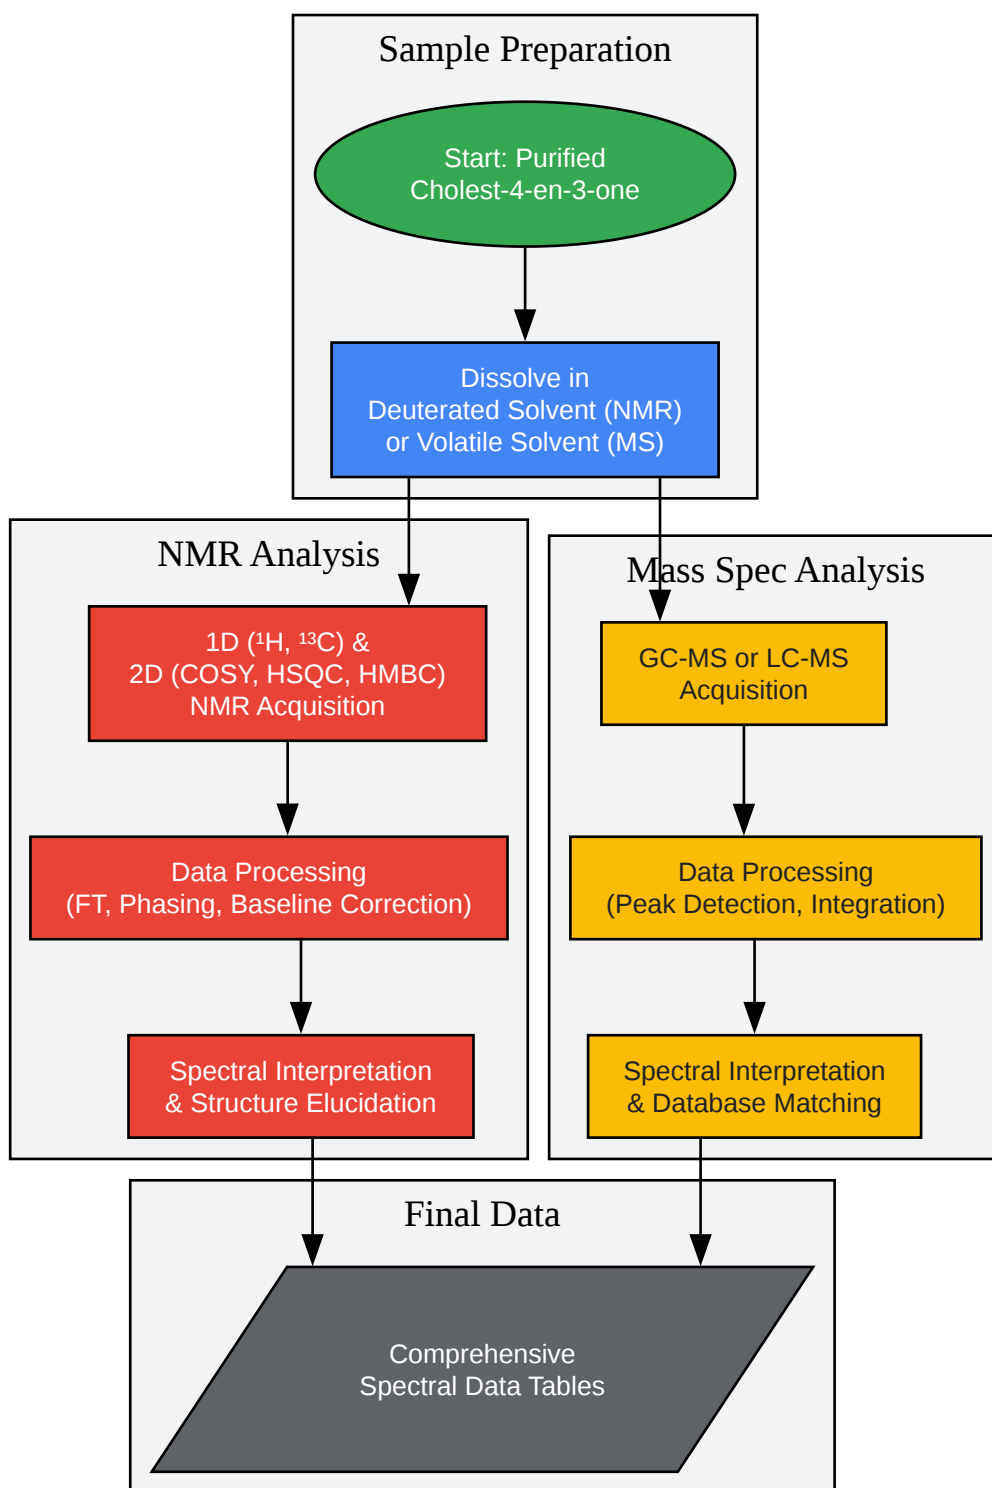 Sample Preparation
Start: Purified
Cholest-4-en-3-one
Dissolve in
Deuterated Solvent (NMR)
or Volatile Solvent (MS)
NMR Analysis
1D (¹H, ¹³C) &
2D (COSY, HSQC, HMBC)
NMR Acquisition
Data Processing
(FT, Phasing, Baseline Correction)
Spectral Interpretation
& Structure Elucidation
Mass Spec Analysis
GC-MS or LC-MS
Acquisition
Data Processing
(Peak Detection, Integration)
Spectral Interpretation
& Database Matching
Final Data
Comprehensive
Spectral Data Tables